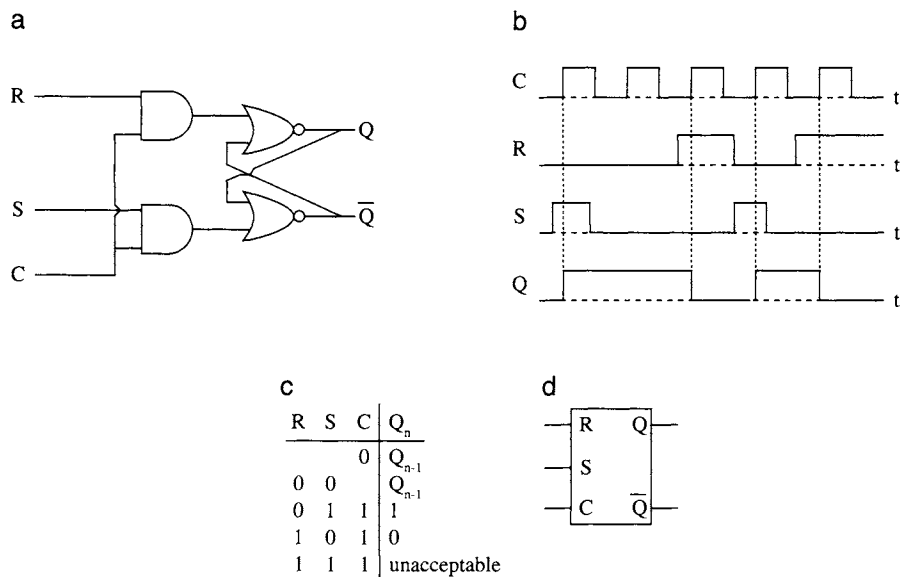 a
R
S
C
Q
Q̅
b
C t
R t
S t
Q t
c
R S C Qn
0 Qn-1
0 0 Qn-1
0 1 1 1
1 0 1 0
1 1 1 unacceptable
d
R Q
S
C Q̅